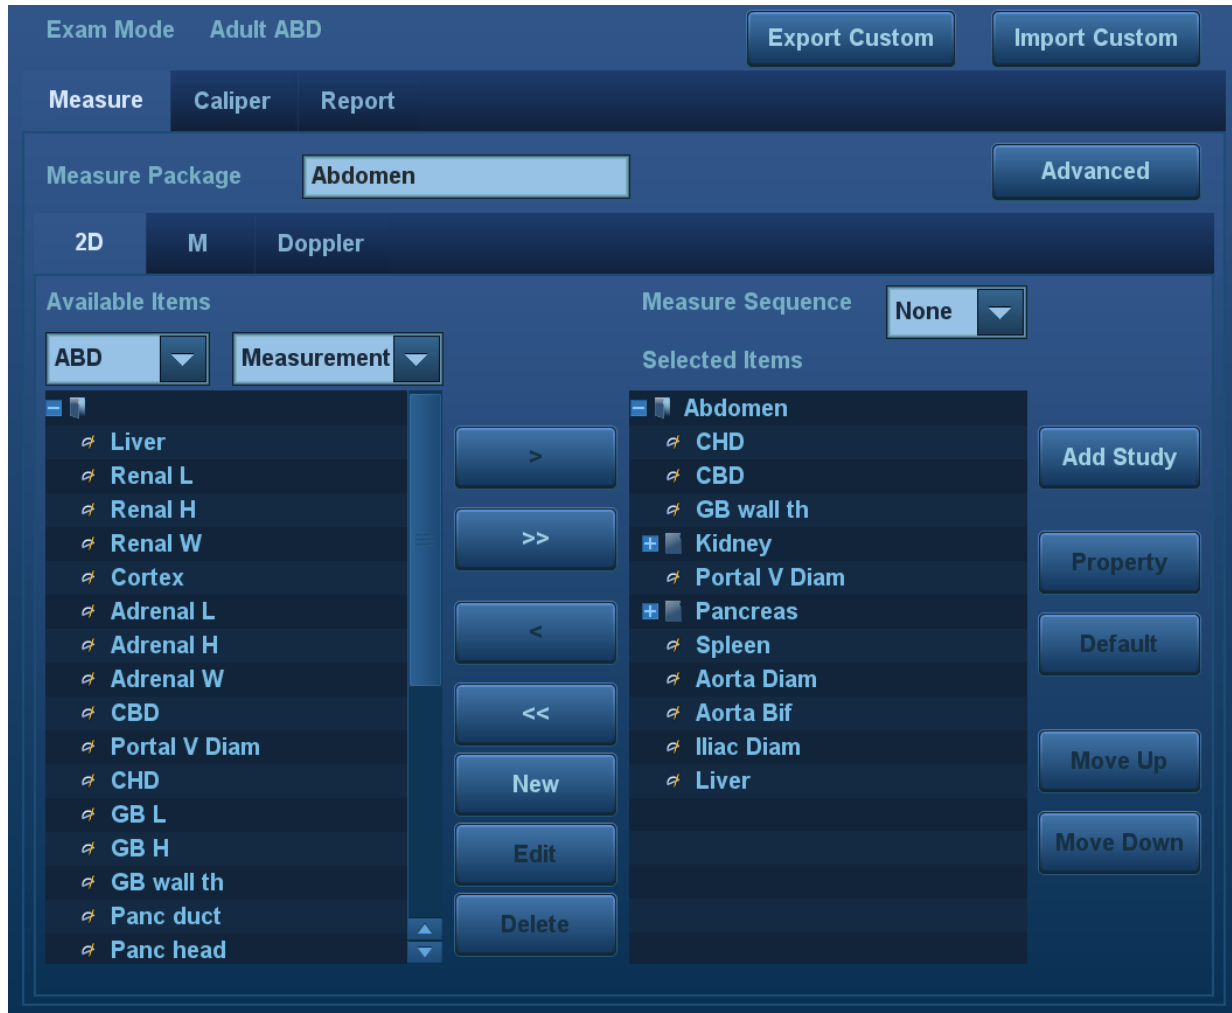 Exam Mode Adult ABD Export Custom Import Custom
Measure Caliper Report
Measure Package Abdomen Advanced
2D M Doppler
Available Items
ABD Measurement
Liver
Renal L
Renal H
Renal W
Cortex
Adrenal L
Adrenal H
Adrenal W
CBD
Portal V Diam
CHD
GB L
GB H
GB wall th
Panc duct
Panc head
>
>>
<
<<
New
Edit
Delete
Measure Sequence None
Selected Items
Abdomen
CHD
CBD
GB wall th
Kidney
Portal V Diam
Pancreas
Spleen
Aorta Diam
Aorta Bif
Iliac Diam
Liver
Add Study
Property
Default
Move Up
Move Down